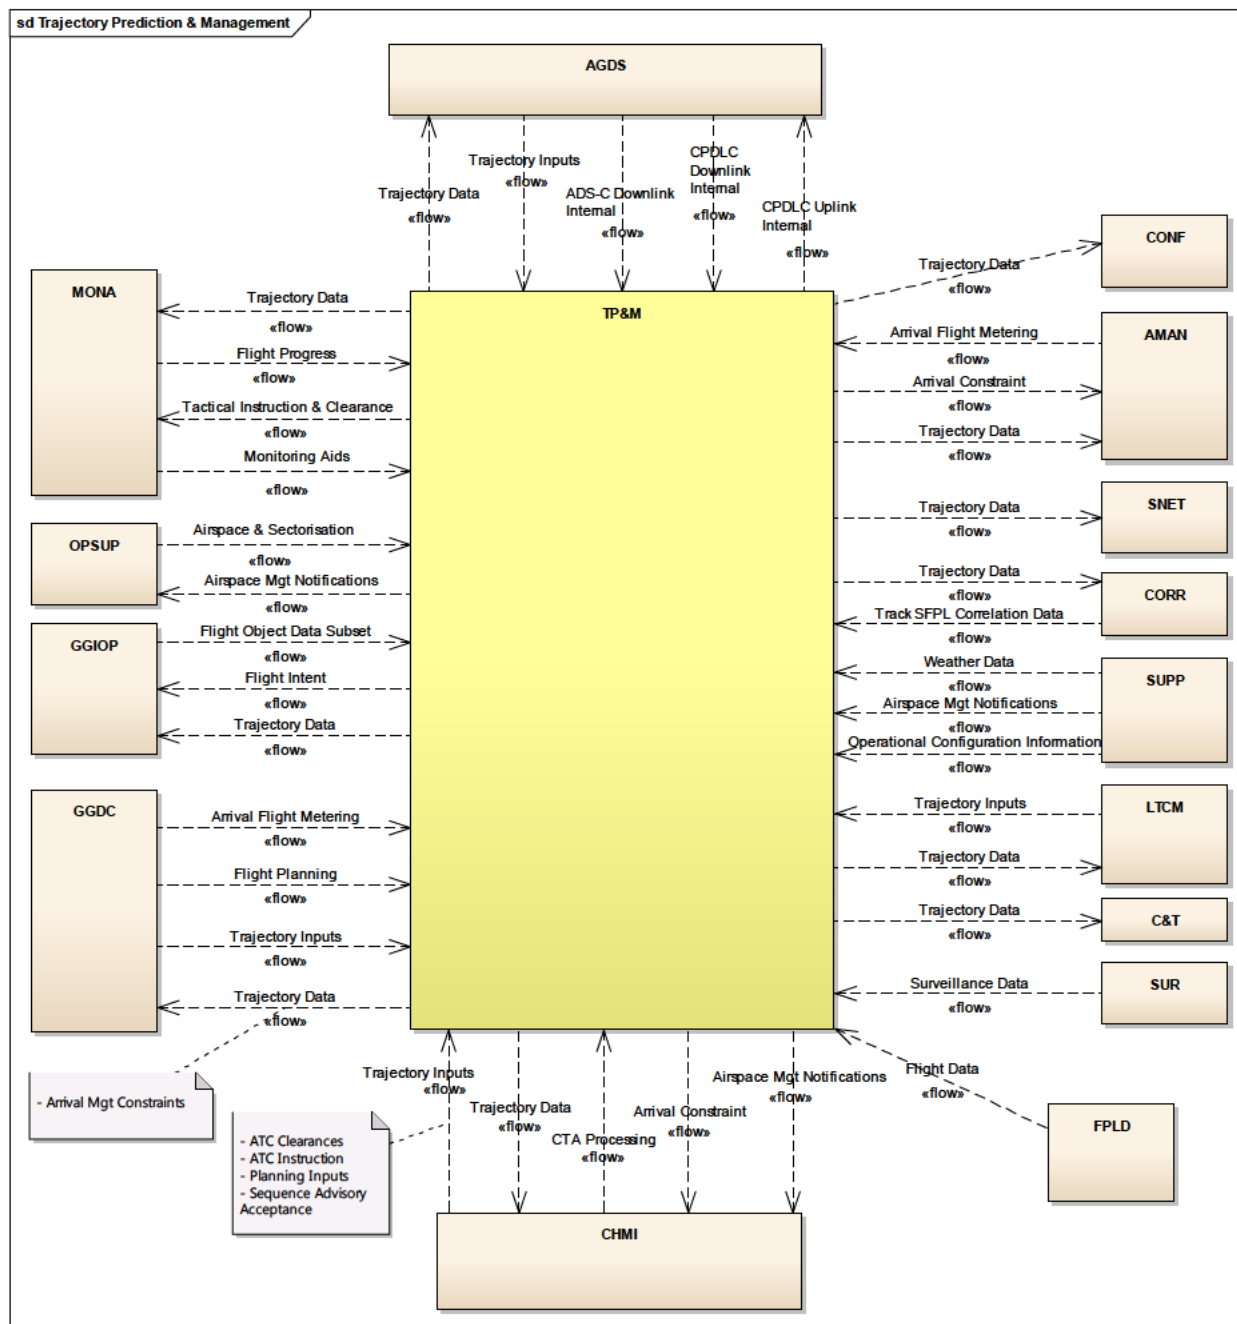 sd Trajectory Prediction & Management
AGDS
Trajectory Data
«flow»
Trajectory Inputs
«flow»
ADS-C Downlink
Internal
«flow»
CPDLC
Downlink
Internal
«flow»
CPDLC Uplink
Internal
«flow»
TP&M
MONA
Trajectory Data
«flow»
Flight Progress
«flow»
Tactical Instruction & Clearance
«flow»
Monitoring Aids
«flow»
OPSUP
Airspace & Sectorisation
«flow»
Airspace Mgt Notifications
«flow»
GGIOP
Flight Object Data Subset
«flow»
Flight Intent
«flow»
Trajectory Data
«flow»
GGDC
Arrival Flight Metering
«flow»
Flight Planning
«flow»
Trajectory Inputs
«flow»
Trajectory Data
«flow»
- Arrival Mgt Constraints
CONF
Trajectory Data
«flow»
AMAN
Arrival Flight Metering
«flow»
Arrival Constraint
«flow»
Trajectory Data
«flow»
SNET
Trajectory Data
«flow»
CORR
Trajectory Data
«flow»
Track SFPL Correlation Data
«flow»
SUPP
Weather Data
«flow»
Airspace Mgt Notifications
«flow»
Operational Configuration Information
«flow»
LTCM
Trajectory Inputs
«flow»
Trajectory Data
«flow»
C&T
Trajectory Data
«flow»
SUR
Surveillance Data
«flow»
FPLD
Flight Data
«flow»
Trajectory Inputs
«flow»
- ATC Clearances
- ATC Instruction
- Planning Inputs
- Sequence Advisory
Acceptance
Trajectory Data
«flow»
CTA Processing
«flow»
Arrival Constraint
«flow»
Airspace Mgt Notifications
«flow»
CHMI